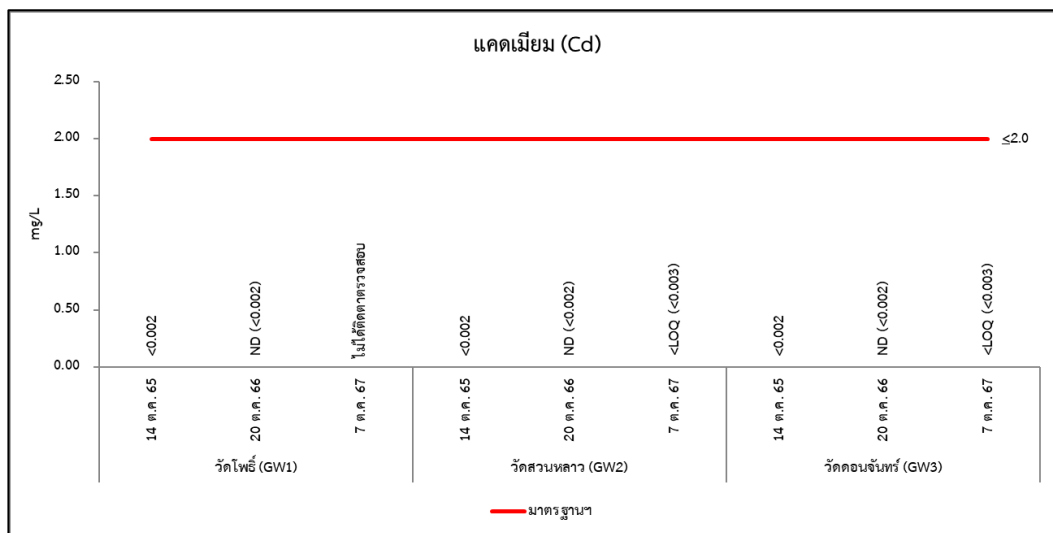 แคดเมียม (Cd)
2.50
2.00
1.50
1.00
0.50
0.00
mg/L
≤2.0
<0.002
ND (<0.002)
ไม่ได้ติดตาตรวจสอบ
<0.002
ND (<0.002)
<LOQ (<0.003)
<0.002
ND (<0.002)
<LOQ (<0.003)
14 ต.ค. 65
20 ต.ค. 66
7 ต.ค. 67
14 ต.ค. 65
20 ต.ค. 66
7 ต.ค. 67
14 ต.ค. 65
20 ต.ค. 66
7 ต.ค. 67
วัดโพธิ์ (GW1)
วัดสวนหลาว (GW2)
วัดดอนจันทร์ (GW3)
มาตรฐานฯ